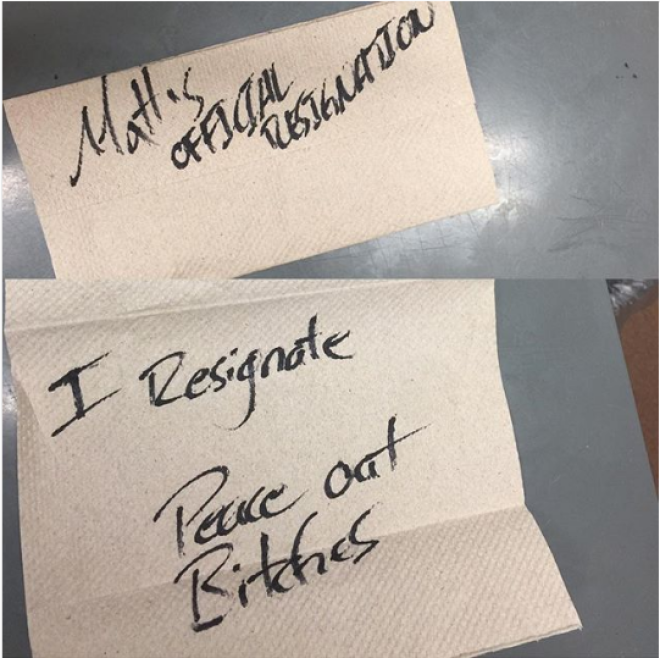 Matt's
OFFICIAL
RESIGNATION
I Resignate
Peace out
Bitches